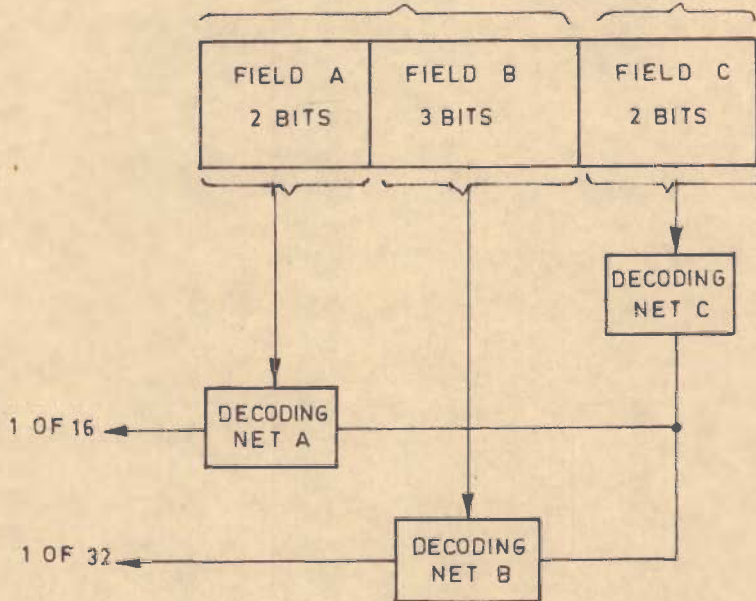 FIELD A
2 BITS
FIELD B
3 BITS
FIELD C
2 BITS
DECODING
NET C
1 OF 16
DECODING
NET A
1 OF 32
DECODING
NET B